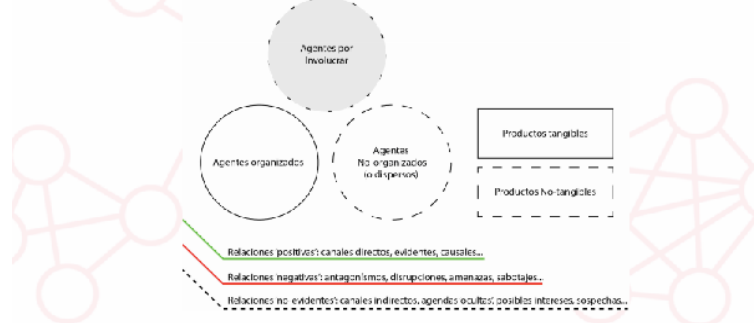 Agentes por
Involucrar
Agentes organizados
Agentes
No-organizados
(o dispersos)
Productos tangibles
Productos No-tangibles
Relaciones 'positivas': canales directos, evidentes, causales...
Relaciones 'negativas': antagonismos, disrupciones, amenazas, sabotajes...
Relaciones 'no-evidentes': canales indirectos, 'agendas ocultas', posibles intereses, sospechas...